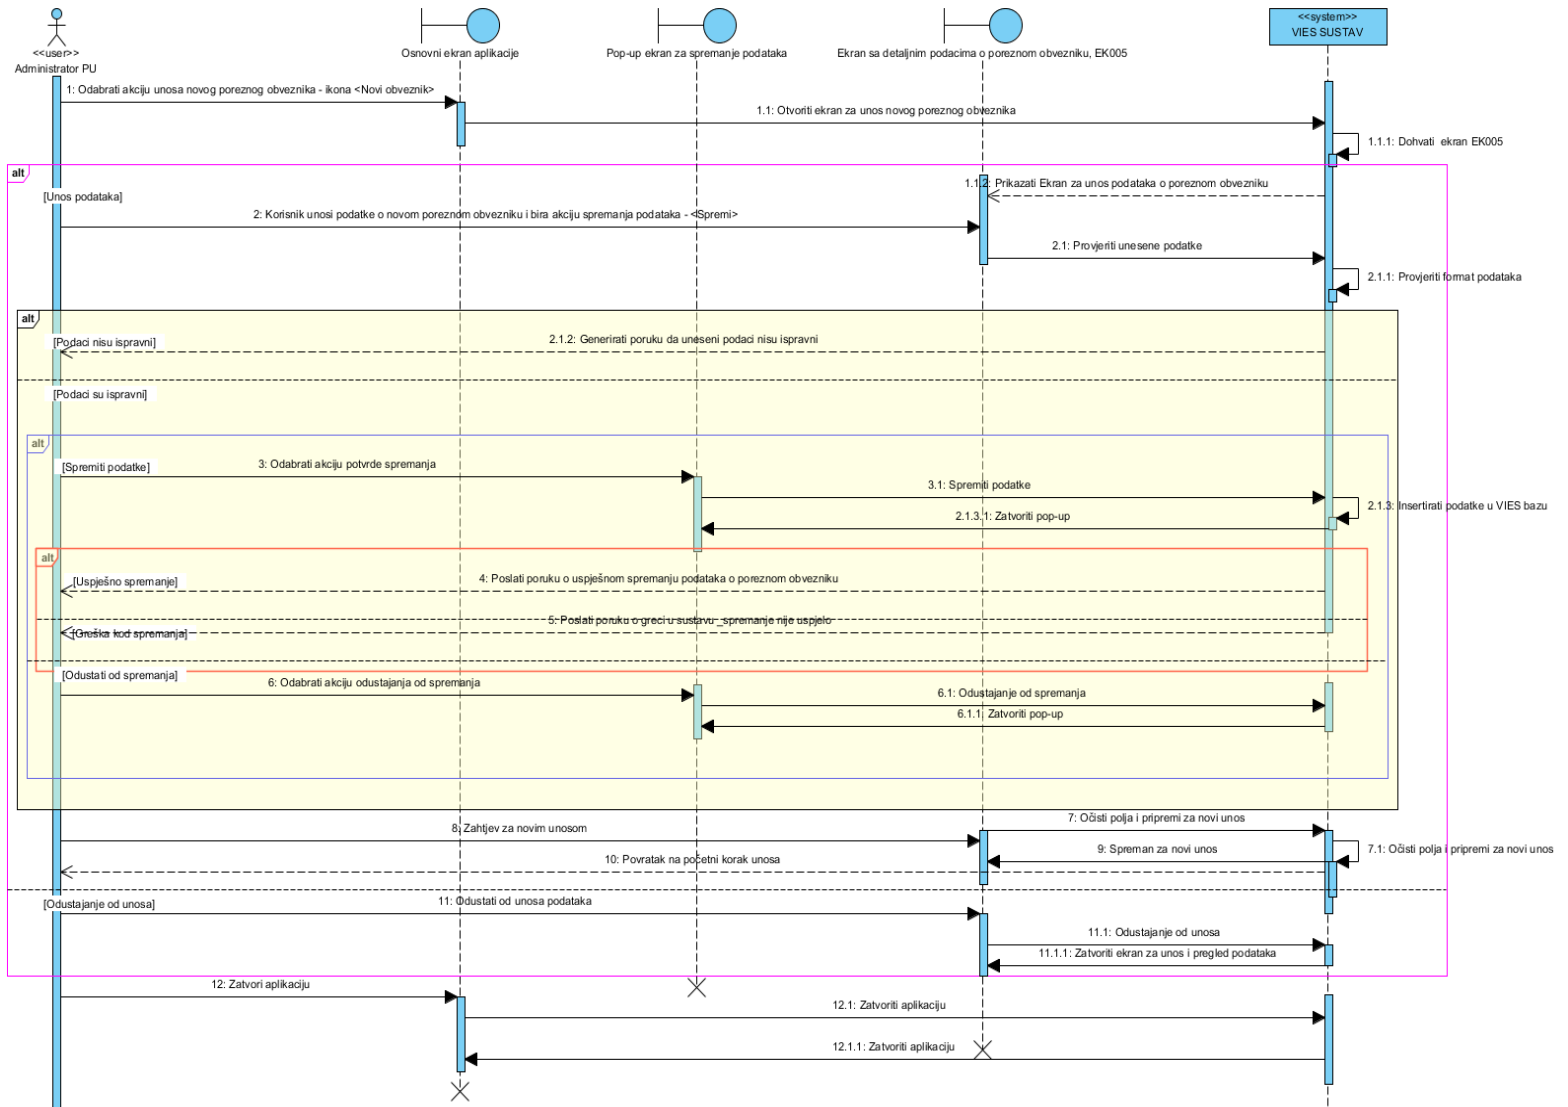 <<user>>
Administrator PU
Osnovni ekran aplikacije
Pop-up ekran za spremanje podataka
Ekran sa detaljnim podacima o poreznom obvezniku, EK005
<<system>>
VIES SUSTAV
1: Odabrati akciju unosa novog poreznog obveznika - ikona <Novi obveznik>
1.1: Otvoriti ekran za unos novog poreznog obveznika
1.1.1: Dohvati ekran EK005
alt
[Unos podataka]
1.1.2: Prikazati Ekran za unos podataka o poreznom obvezniku
2: Korisnik unosi podatke o novom poreznom obvezniku i bira akciju spremanja podataka - <Spremi>
2.1: Provjeriti unesene podatke
2.1.1: Provjeriti format podataka
alt
[Podaci nisu ispravni]
2.1.2: Generirati poruku da uneseni podaci nisu ispravni
[Podaci su ispravni]
alt
[Spremiti podatke]
3: Odabrati akciju potvrde spremanja
3.1: Spremiti podatke
2.1.3: Insertirati podatke u VIES bazu
2.1.3.1: Zatvoriti pop-up
alt
[Uspješno spremanje]
4: Poslati poruku o uspješnom spremanju podataka o poreznom obvezniku
5: Poslati poruku o greci u sustavu _spremanje nije uspjelo
[Greška kod spremanja]
[Odustati od spremanja]
6: Odabrati akciju odustajanja od spremanja
6.1: Odustajanje od spremanja
6.1.1: Zatvoriti pop-up
7: Očisti polja i pripremi za novi unos
8: Zahtjev za novim unosom
9: Spreman za novi unos
7.1: Očisti polja i pripremi za novi unos
10: Povratak na početni korak unosa
[Odustajanje od unosa]
11: Odustati od unosa podataka
11.1: Odustajanje od unosa
11.1.1: Zatvoriti ekran za unos i pregled podataka
12: Zatvori aplikaciju
12.1: Zatvoriti aplikaciju
12.1.1: Zatvoriti aplikaciju